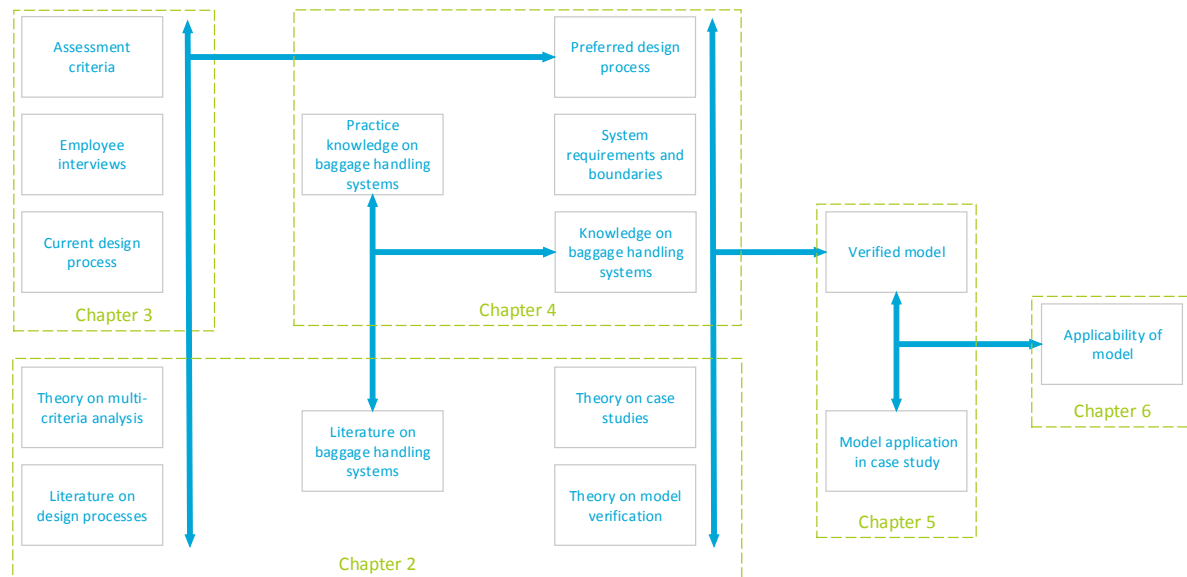 Assessment
criteria
Employee
interviews
Current design
process
Chapter 3
Preferred design
process
Practice
knowledge on
baggage handling
systems
System
requirements and
boundaries
Knowledge on
baggage handling
systems
Chapter 4
Theory on multi-
criteria analysis
Literature on
design processes
Literature on
baggage handling
systems
Theory on case
studies
Theory on model
verification
Chapter 2
Verified model
Model application
in case study
Chapter 5
Applicability of
model
Chapter 6